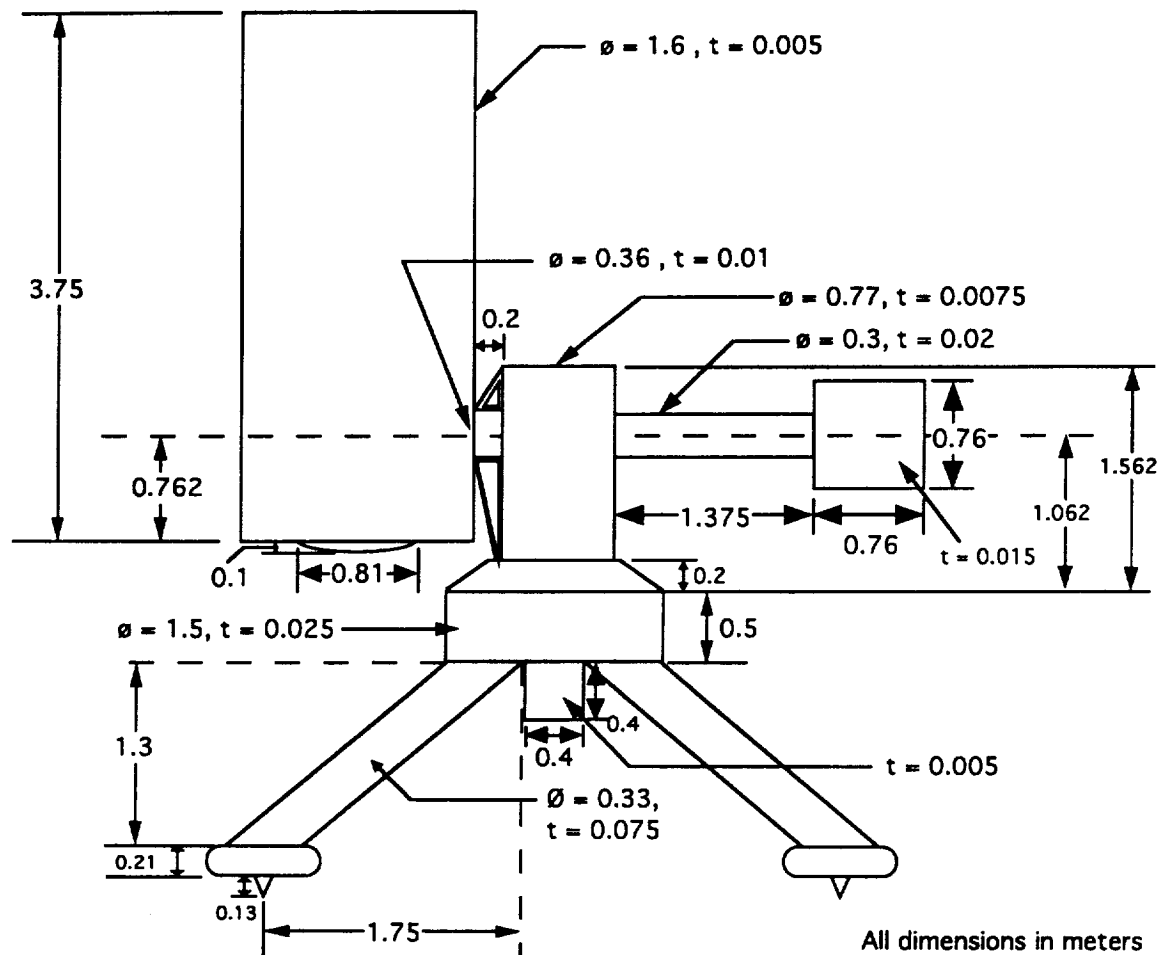 ø = 1.6 , t = 0.005
ø = 0.36 , t = 0.01
3.75
ø = 0.77, t = 0.0075
0.2
ø = 0.3, t = 0.02
0.76
1.562
0.762
1.062
1.375
0.76
t = 0.015
0.1
0.81
0.2
ø = 1.5, t = 0.025
0.5
0.4
0.4
1.3
t = 0.005
Ø = 0.33,
t = 0.075
0.21
0.13
1.75
All dimensions in meters